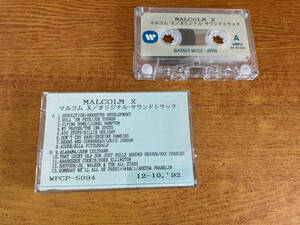 MALCOLM X
マルコム X/オリジナル・サウンドトラック
A
SAMPLE
WARNER MUSIC JAPAN
MALCOLM X
マルコム X/オリジナル・サウンドトラック
A 1.REVOLUTION/ARRESTED DEVELOPMENT
2.ROLL 'EM PETE/JOE TURNER
3.FLYING HOME/LIONEL HAMPTON
4.MY PRAYER/THE INK SPOTS
5.BIG STUFF/BILLIE HOLIDAY
6.DON'T CRY BABY/ERSKINE HAWKINS
7.BEANS AND CORNBREAD/LOUIS JORDAN
8.AZURE/ELLA FITZGERALD
B 9.ALABAMA/JOHN COLTRANE
10.THAT LUCKY OLD SUN JUST ROLLS AROUND HEAVEN/RAY CHARLES
11.ARABESQUE COOKIE/DUKE ELLINGTON
12.SHOTGUN/JR. WALKER & THE ALL-STARS
13.SOMEDAY WE'LL ALL BE FREE/ARETHA FRANKLIN
WPCP-5094 12-10,'92